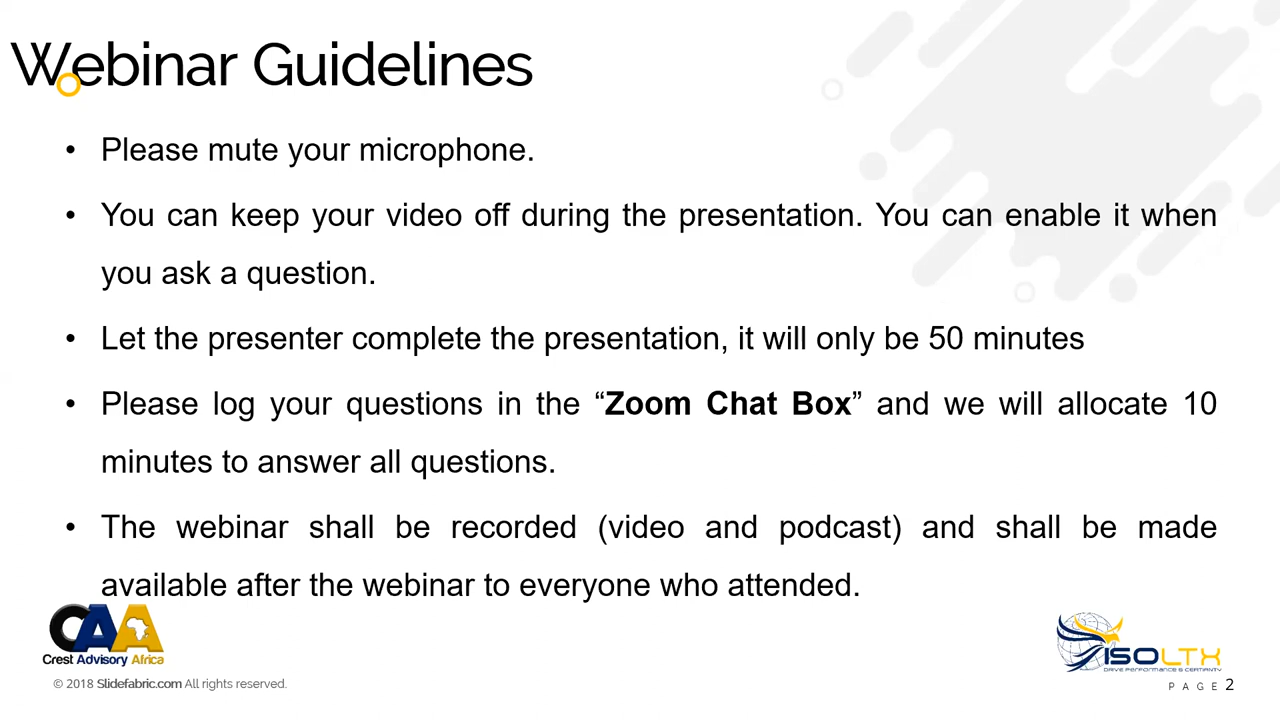 Webinar Guidelines
• Please mute your microphone.
• You can keep your video off during the presentation. You can enable it when
you ask a question.
• Let the presenter complete the presentation, it will only be 50 minutes
• Please log your questions in the “Zoom Chat Box” and we will allocate 10
minutes to answer all questions.
• The webinar shall be recorded (video and podcast) and shall be made
available after the webinar to everyone who attended.
CAA
Crest Advisory Africa
ISOLTX
DRIVE PERFORMANCE & CERTAINTY
© 2018 Slidefabric.com All rights reserved.
PAGE 2